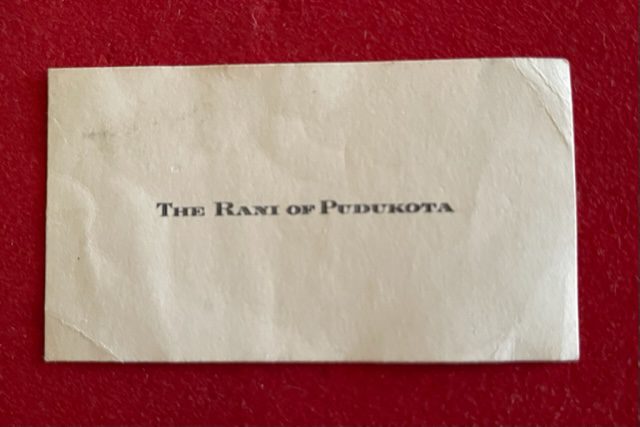 The Rani of Pudukota